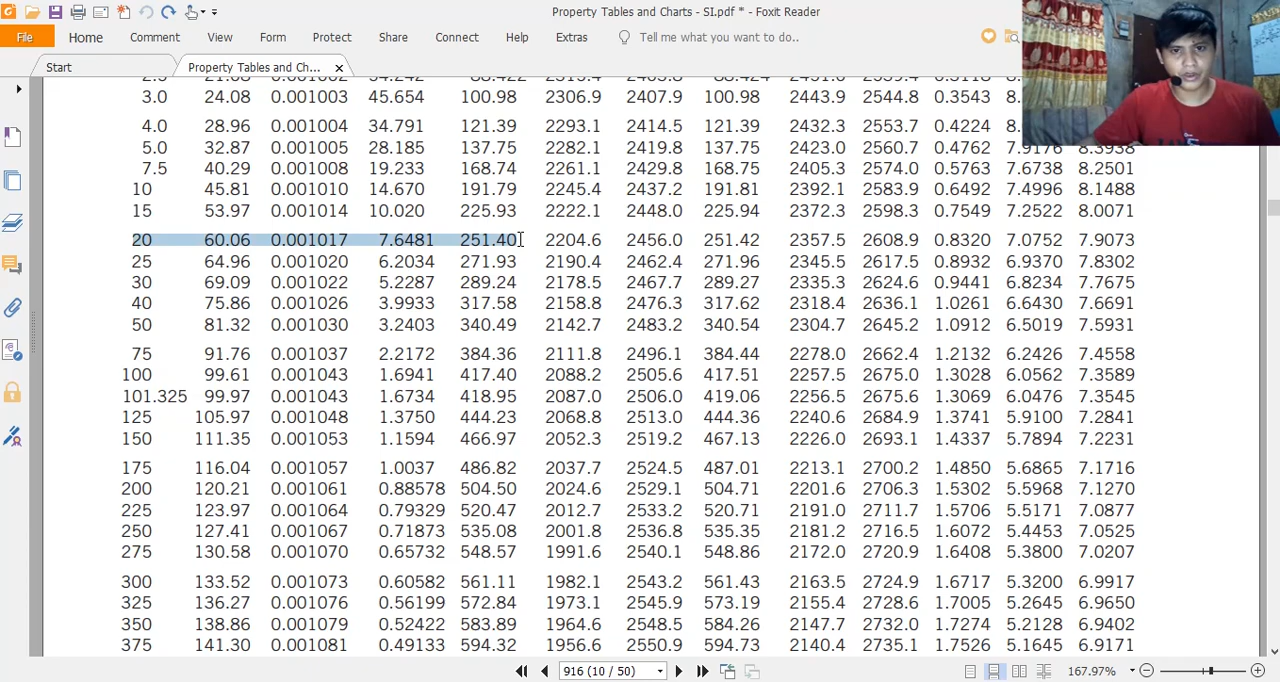 Property Tables and Charts - SI.pdf * - Foxit Reader
File Home Comment View Form Protect Share Connect Help Extras Tell me what you want to do..
Start Property Tables and Ch...
3.0 24.08 0.001003 45.654 100.98 2306.9 2407.9 100.98 2443.9 2544.8 0.3543 8.
4.0 28.96 0.001004 34.791 121.39 2293.1 2414.5 121.39 2432.3 2553.7 0.4224 8.
5.0 32.87 0.001005 28.185 137.75 2282.1 2419.8 137.75 2423.0 2560.7 0.4762 7.9176 8.3938
7.5 40.29 0.001008 19.233 168.74 2261.1 2429.8 168.75 2405.3 2574.0 0.5763 7.6738 8.2501
10 45.81 0.001010 14.670 191.79 2245.4 2437.2 191.81 2392.1 2583.9 0.6492 7.4996 8.1488
15 53.97 0.001014 10.020 225.93 2222.1 2448.0 225.94 2372.3 2598.3 0.7549 7.2522 8.0071
20 60.06 0.001017 7.6481 251.40 2204.6 2456.0 251.42 2357.5 2608.9 0.8320 7.0752 7.9073
25 64.96 0.001020 6.2034 271.93 2190.4 2462.4 271.96 2345.5 2617.5 0.8932 6.9370 7.8302
30 69.09 0.001022 5.2287 289.24 2178.5 2467.7 289.27 2335.3 2624.6 0.9441 6.8234 7.7675
40 75.86 0.001026 3.9933 317.58 2158.8 2476.3 317.62 2318.4 2636.1 1.0261 6.6430 7.6691
50 81.32 0.001030 3.2403 340.49 2142.7 2483.2 340.54 2304.7 2645.2 1.0912 6.5019 7.5931
75 91.76 0.001037 2.2172 384.36 2111.8 2496.1 384.44 2278.0 2662.4 1.2132 6.2426 7.4558
100 99.61 0.001043 1.6941 417.40 2088.2 2505.6 417.51 2257.5 2675.0 1.3028 6.0562 7.3589
101.325 99.97 0.001043 1.6734 418.95 2087.0 2506.0 419.06 2256.5 2675.6 1.3069 6.0476 7.3545
125 105.97 0.001048 1.3750 444.23 2068.8 2513.0 444.36 2240.6 2684.9 1.3741 5.9100 7.2841
150 111.35 0.001053 1.1594 466.97 2052.3 2519.2 467.13 2226.0 2693.1 1.4337 5.7894 7.2231
175 116.04 0.001057 1.0037 486.82 2037.7 2524.5 487.01 2213.1 2700.2 1.4850 5.6865 7.1716
200 120.21 0.001061 0.88578 504.50 2024.6 2529.1 504.71 2201.6 2706.3 1.5302 5.5968 7.1270
225 123.97 0.001064 0.79329 520.47 2012.7 2533.2 520.71 2191.0 2711.7 1.5706 5.5171 7.0877
250 127.41 0.001067 0.71873 535.08 2001.8 2536.8 535.35 2181.2 2716.5 1.6072 5.4453 7.0525
275 130.58 0.001070 0.65732 548.57 1991.6 2540.1 548.86 2172.0 2720.9 1.6408 5.3800 7.0207
300 133.52 0.001073 0.60582 561.11 1982.1 2543.2 561.43 2163.5 2724.9 1.6717 5.3200 6.9917
325 136.27 0.001076 0.56199 572.84 1973.1 2545.9 573.19 2155.4 2728.6 1.7005 5.2645 6.9650
350 138.86 0.001079 0.52422 583.89 1964.6 2548.5 584.26 2147.7 2732.0 1.7274 5.2128 6.9402
375 141.30 0.001081 0.49133 594.32 1956.6 2550.9 594.73 2140.4 2735.1 1.7526 5.1645 6.9171
916 (10 / 50) 167.97%